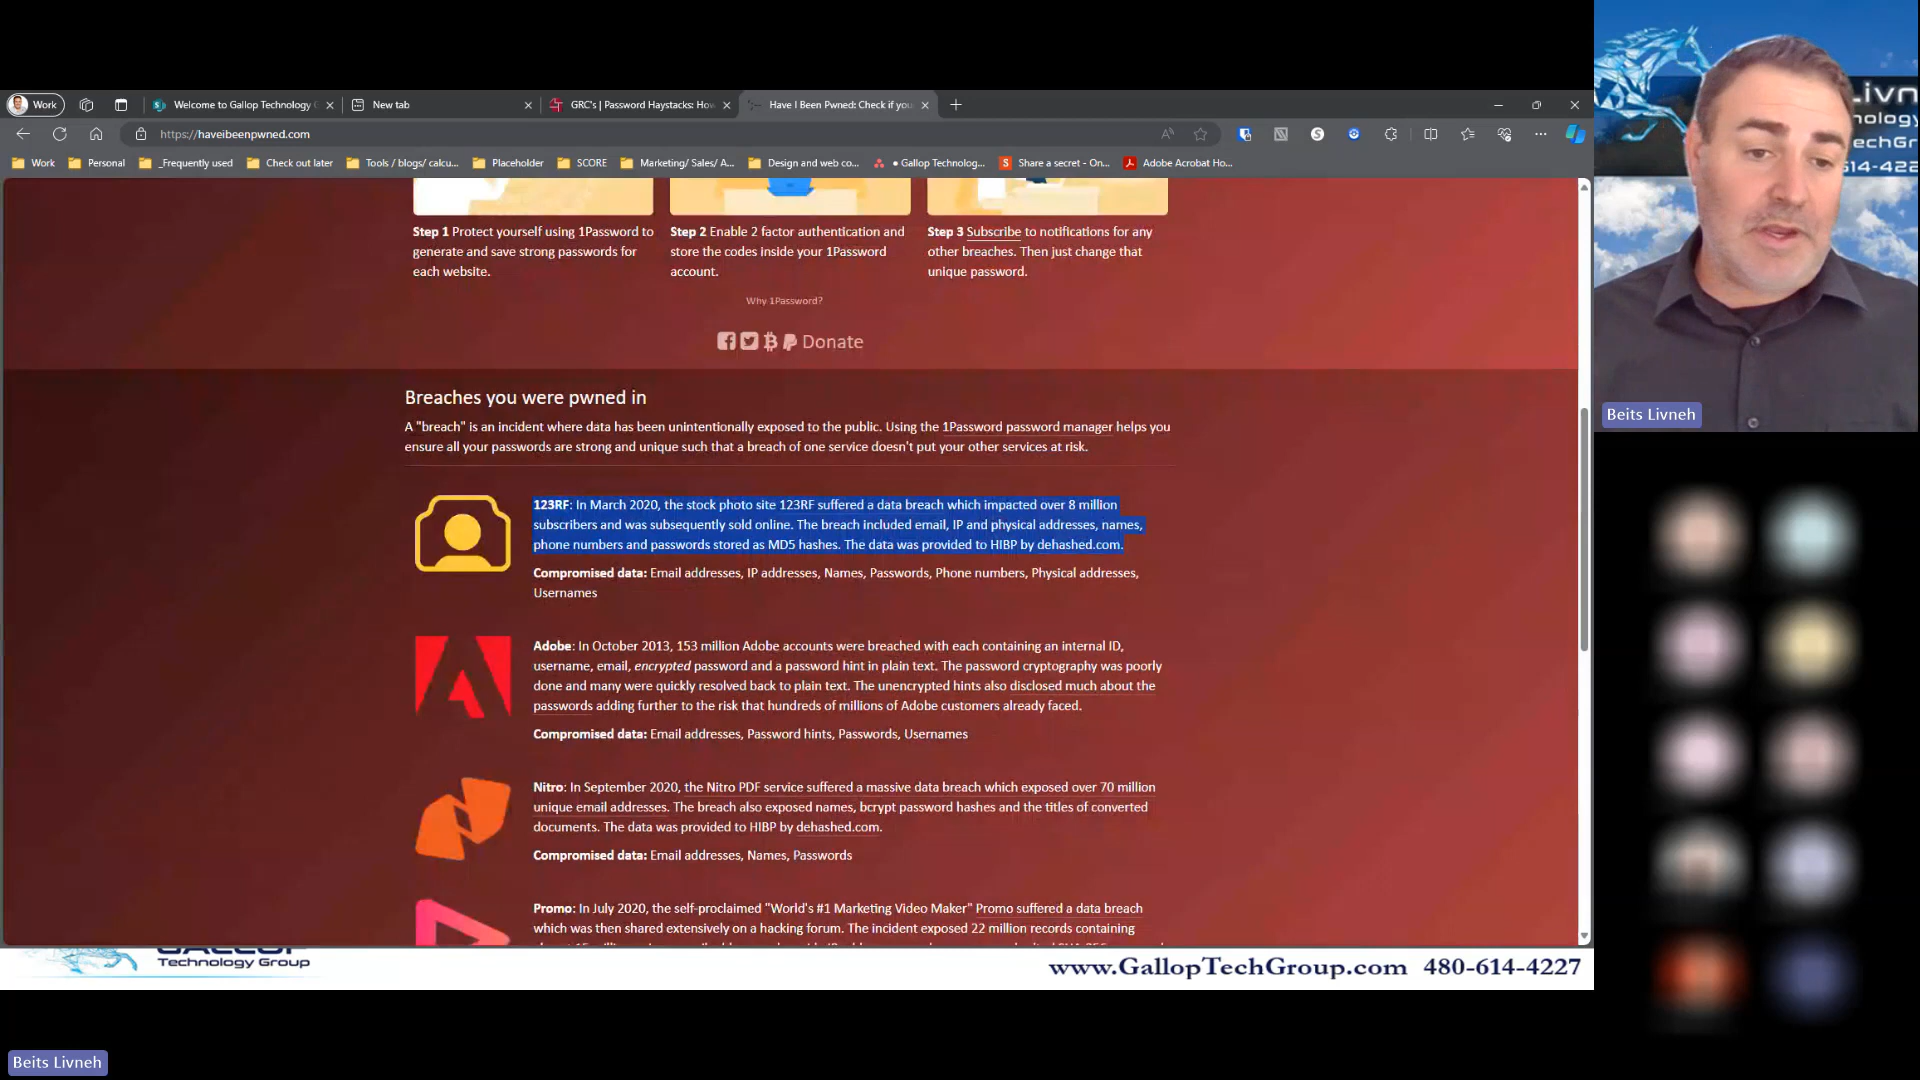 Work
Welcome to Gallop Technology G
New tab
GRC's | Password Haystacks: How
Have I Been Pwned: Check if you
https://haveibeenpwned.com
Work
Personal
_Frequently used
Check out later
Tools / blogs/ calcu...
Placeholder
SCORE
Marketing/ Sales/ A...
Design and web co...
• Gallop Technolog...
Share a secret - On...
Adobe Acrobat Ho...
Step 1 Protect yourself using 1Password to
generate and save strong passwords for
each website.
Step 2 Enable 2 factor authentication and
store the codes inside your 1Password
account.
Step 3 Subscribe to notifications for any
other breaches. Then just change that
unique password.
Why 1Password?
Donate
Breaches you were pwned in
A "breach" is an incident where data has been unintentionally exposed to the public. Using the 1Password password manager helps you
ensure all your passwords are strong and unique such that a breach of one service doesn't put your other services at risk.
123RF: In March 2020, the stock photo site 123RF suffered a data breach which impacted over 8 million
subscribers and was subsequently sold online. The breach included email, IP and physical addresses, names,
phone numbers and passwords stored as MD5 hashes. The data was provided to HIBP by dehashed.com.
Compromised data: Email addresses, IP addresses, Names, Passwords, Phone numbers, Physical addresses,
Usernames
Adobe: In October 2013, 153 million Adobe accounts were breached with each containing an internal ID,
username, email, encrypted password and a password hint in plain text. The password cryptography was poorly
done and many were quickly resolved back to plain text. The unencrypted hints also disclosed much about the
passwords adding further to the risk that hundreds of millions of Adobe customers already faced.
Compromised data: Email addresses, Password hints, Passwords, Usernames
Nitro: In September 2020, the Nitro PDF service suffered a massive data breach which exposed over 70 million
unique email addresses. The breach also exposed names, bcrypt password hashes and the titles of converted
documents. The data was provided to HIBP by dehashed.com.
Compromised data: Email addresses, Names, Passwords
Promo: In July 2020, the self-proclaimed "World's #1 Marketing Video Maker" Promo suffered a data breach
which was then shared extensively on a hacking forum. The incident exposed 22 million records containing
Technology Group
www.GallopTechGroup.com 480-614-4227
Livn
nology
TechGr
614-422
Beits Livneh
Beits Livneh